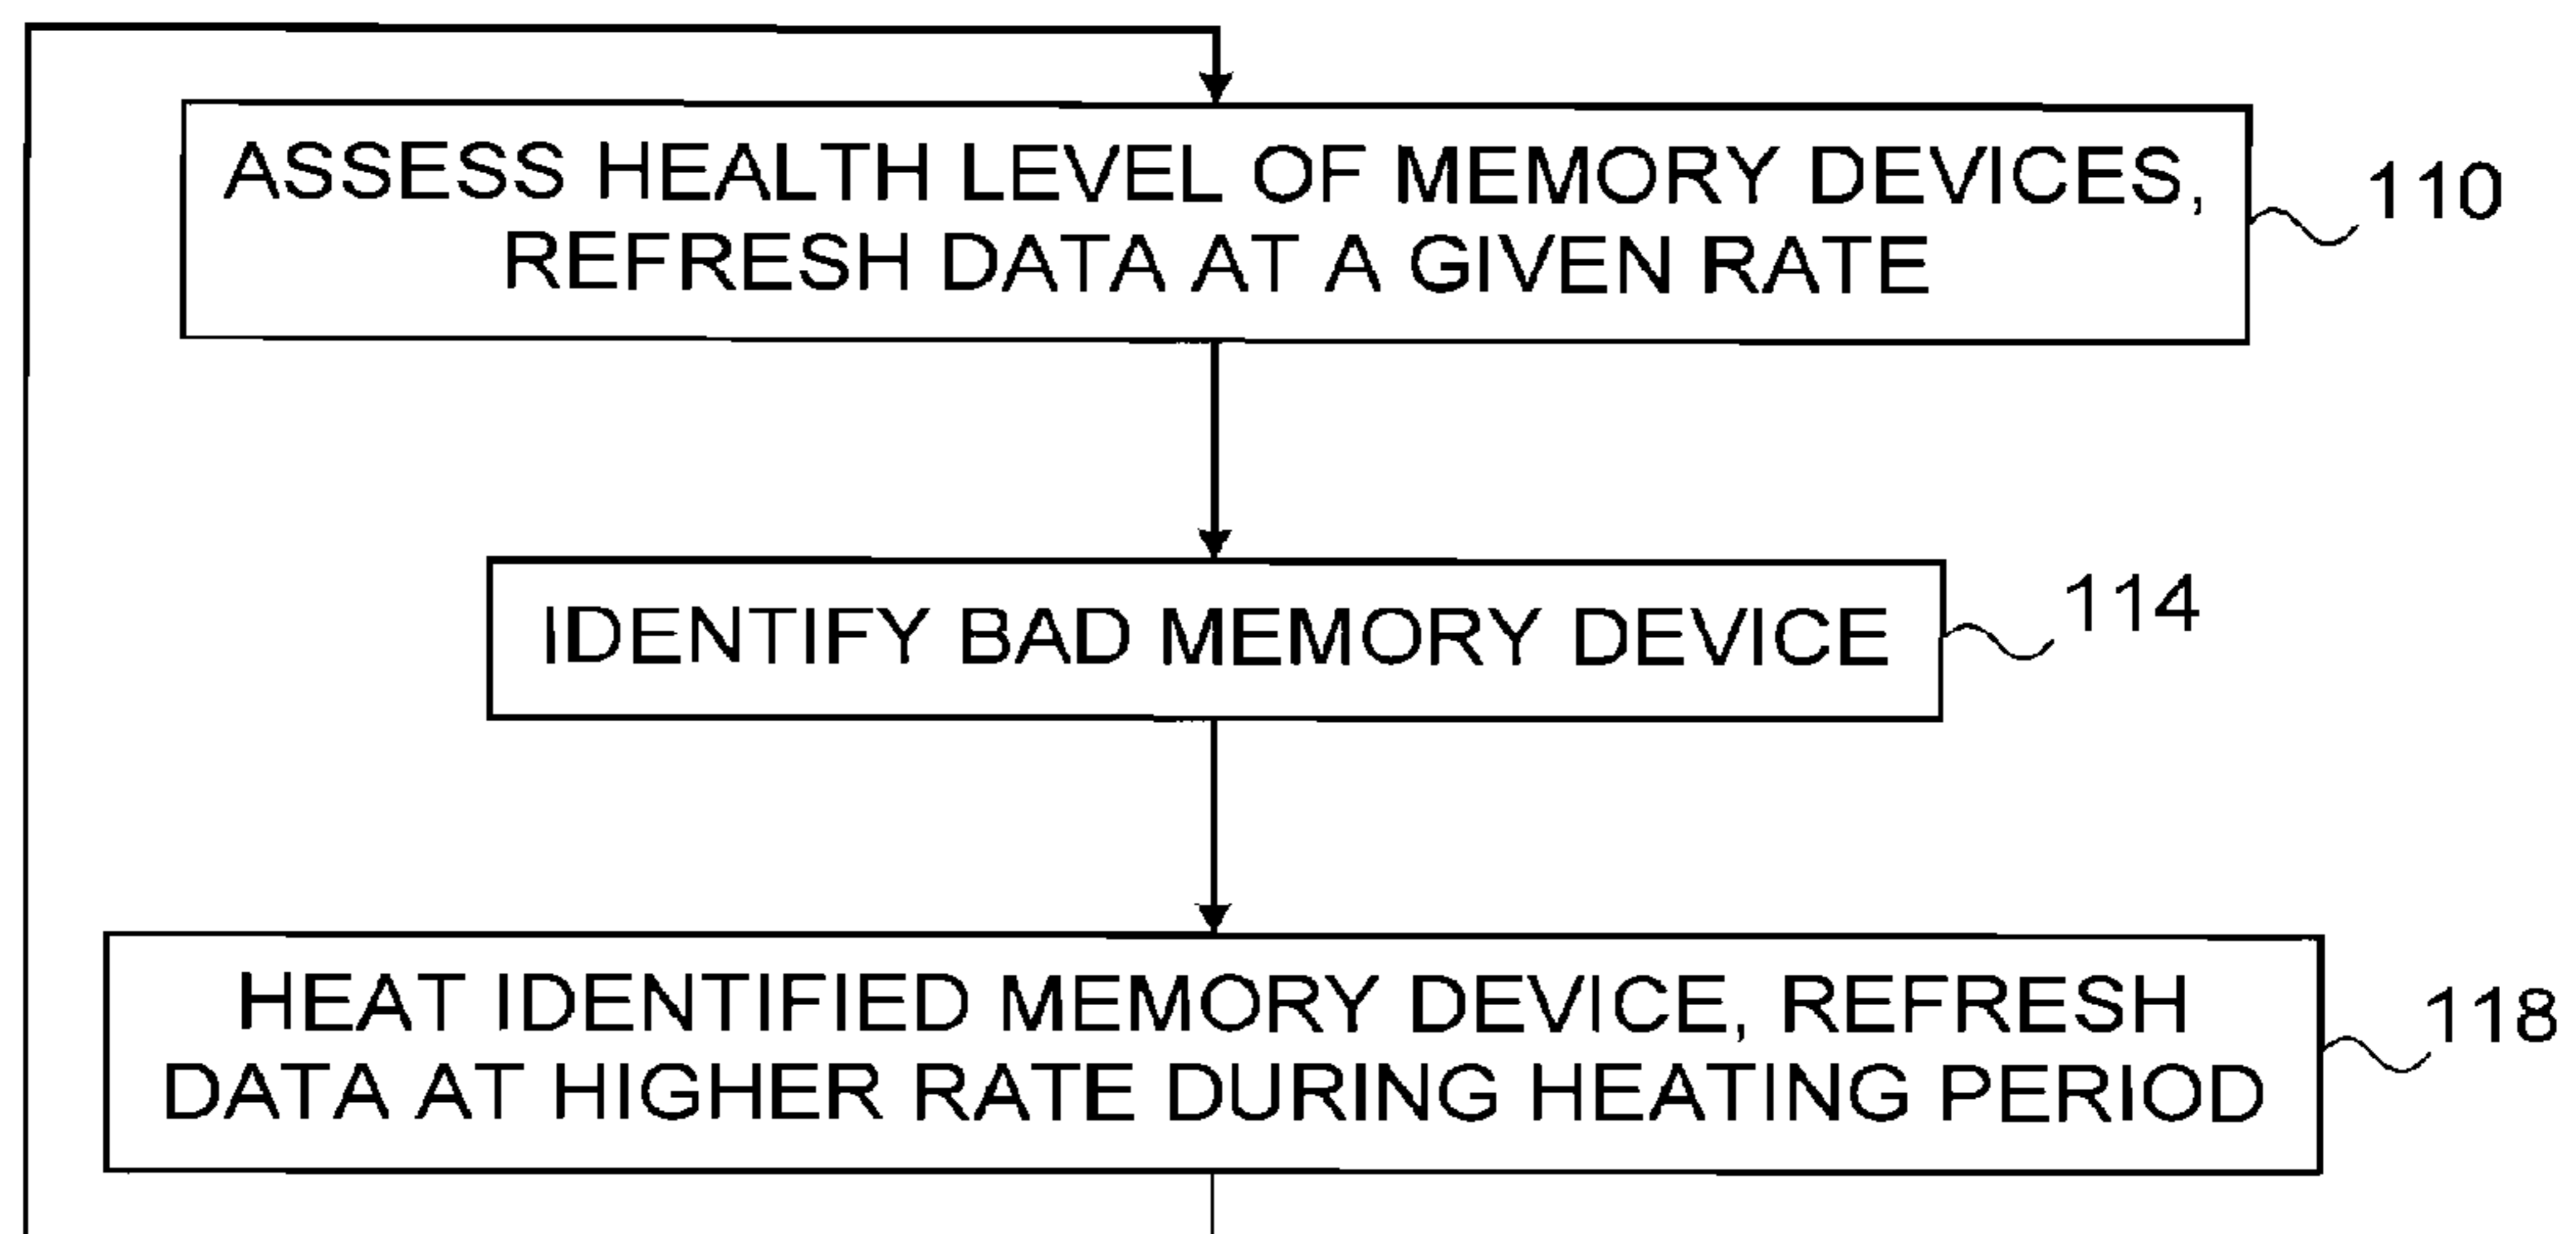 ASSESS HEALTH LEVEL OF MEMORY DEVICES,
REFRESH DATA AT A GIVEN RATE
110
IDENTIFY BAD MEMORY DEVICE
114
HEAT IDENTIFIED MEMORY DEVICE, REFRESH
DATA AT HIGHER RATE DURING HEATING PERIOD
118